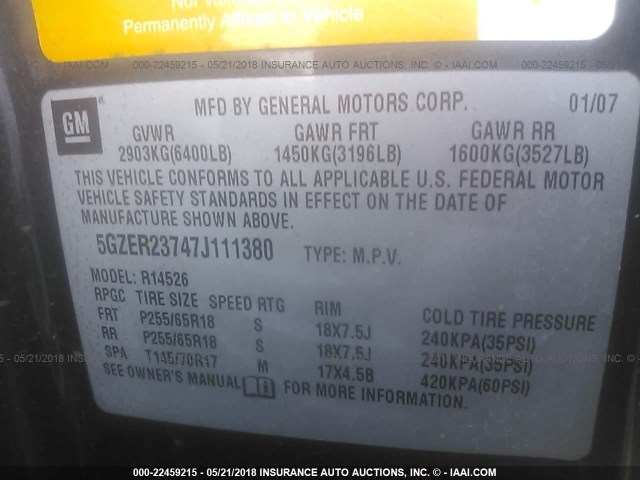 Not Val
Permanently Affixed to Vehicle
000-22459215 - 05/21/2018 - INSURANCE AUTO AUCTIONS, INC. - IAAI.COM
GM
MFD BY GENERAL MOTORS CORP. 01/07
GVWR GAWR FRT GAWR RR
2903KG(6400LB) 1450KG(3196LB) 1600KG(3527LB)
THIS VEHICLE CONFORMS TO ALL APPLICABLE U.S. FEDERAL MOTOR
VEHICLE SAFETY STANDARDS IN EFFECT ON THE DATE OF
MANUFACTURE SHOWN ABOVE.
5GZER23747J111380 TYPE: M.P.V.
MODEL: R14526
RPGC TIRE SIZE SPEED RTG RIM COLD TIRE PRESSURE
FRT P255/65R18 S 18X7.5J 240KPA(35PSI)
RR P255/65R18 S 18X7.5J 240KPA(35PSI)
SPA T145/70R17 M 17X4.5B 420KPA(60PSI)
SEE OWNER'S MANUAL i FOR MORE INFORMATION.
000-22459215 - 05/21/2018 - INSURANCE AUTO AUCTIONS, INC. - IAAI.COM